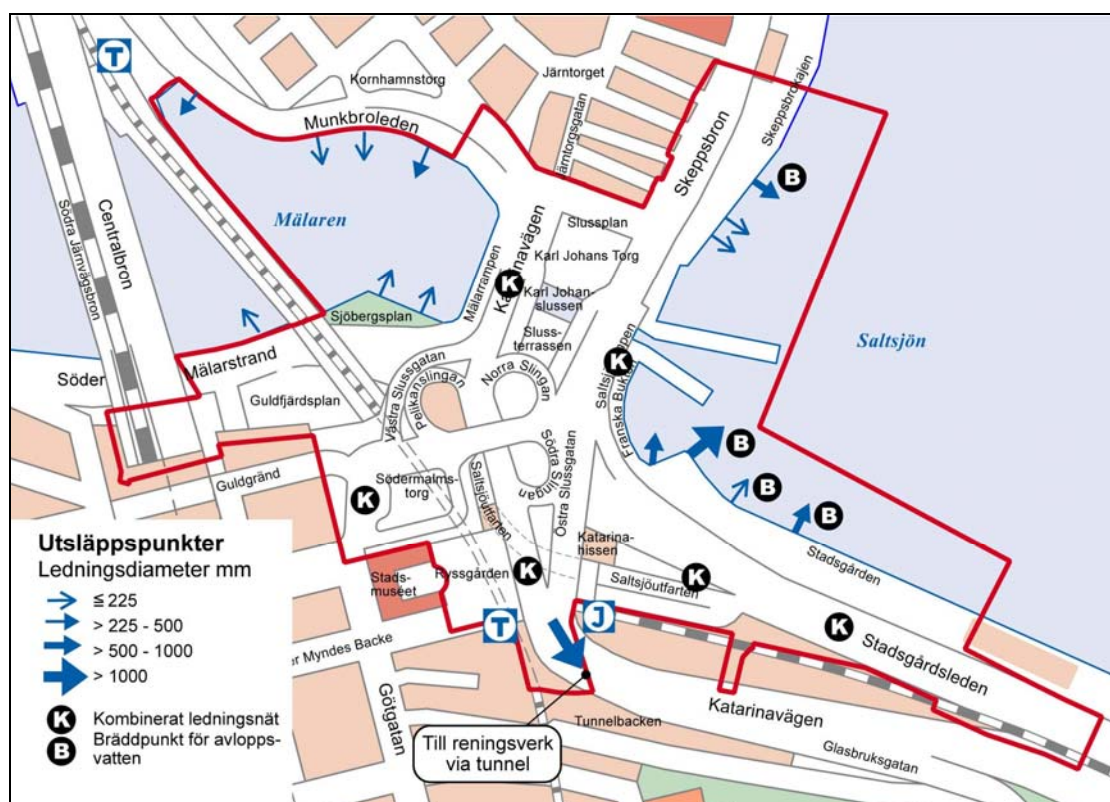 T
Kornhamnstorg
Järntorget
Munkbroleden
Järntorgsgatan
Skeppsbron
Skeppsbrokajen
B
Mälaren
Södra Järnvägsbron
Centralbron
Slussplan
Karl Johans Torg
K
Karl Johan-
slussen
Mälarrampen
Sluss-
terrassen
Sjöbergsplan
Saltsjön
K
Franska Bukten
Norra Slingan
Västra Slussgatan
Pelikanslingan
Söder
Mälarstrand
Guldfjärdsplan
Guldgränd
Södermalms-
torg
K
Saltsjöutfarten
Södra Slingan
Östra Slussgatan
B
B
B
Stadsgården
Katarina-
hissen
Saltsjöutfarten
K
Stads-
museet
Ryssgården
K
K
Stadsgårdsleden
T
J
er Myndes Backe
Götgatan
Katarinavägen
Tunnelbacken
Glasbruksgatan
Till reningsverk
via tunnel
Utsläppspunkter
Ledningsdiameter mm
≦ 225
> 225 - 500
> 500 - 1000
> 1000
K Kombinerat ledningsnät
B Bräddpunkt för avlopps-
vatten